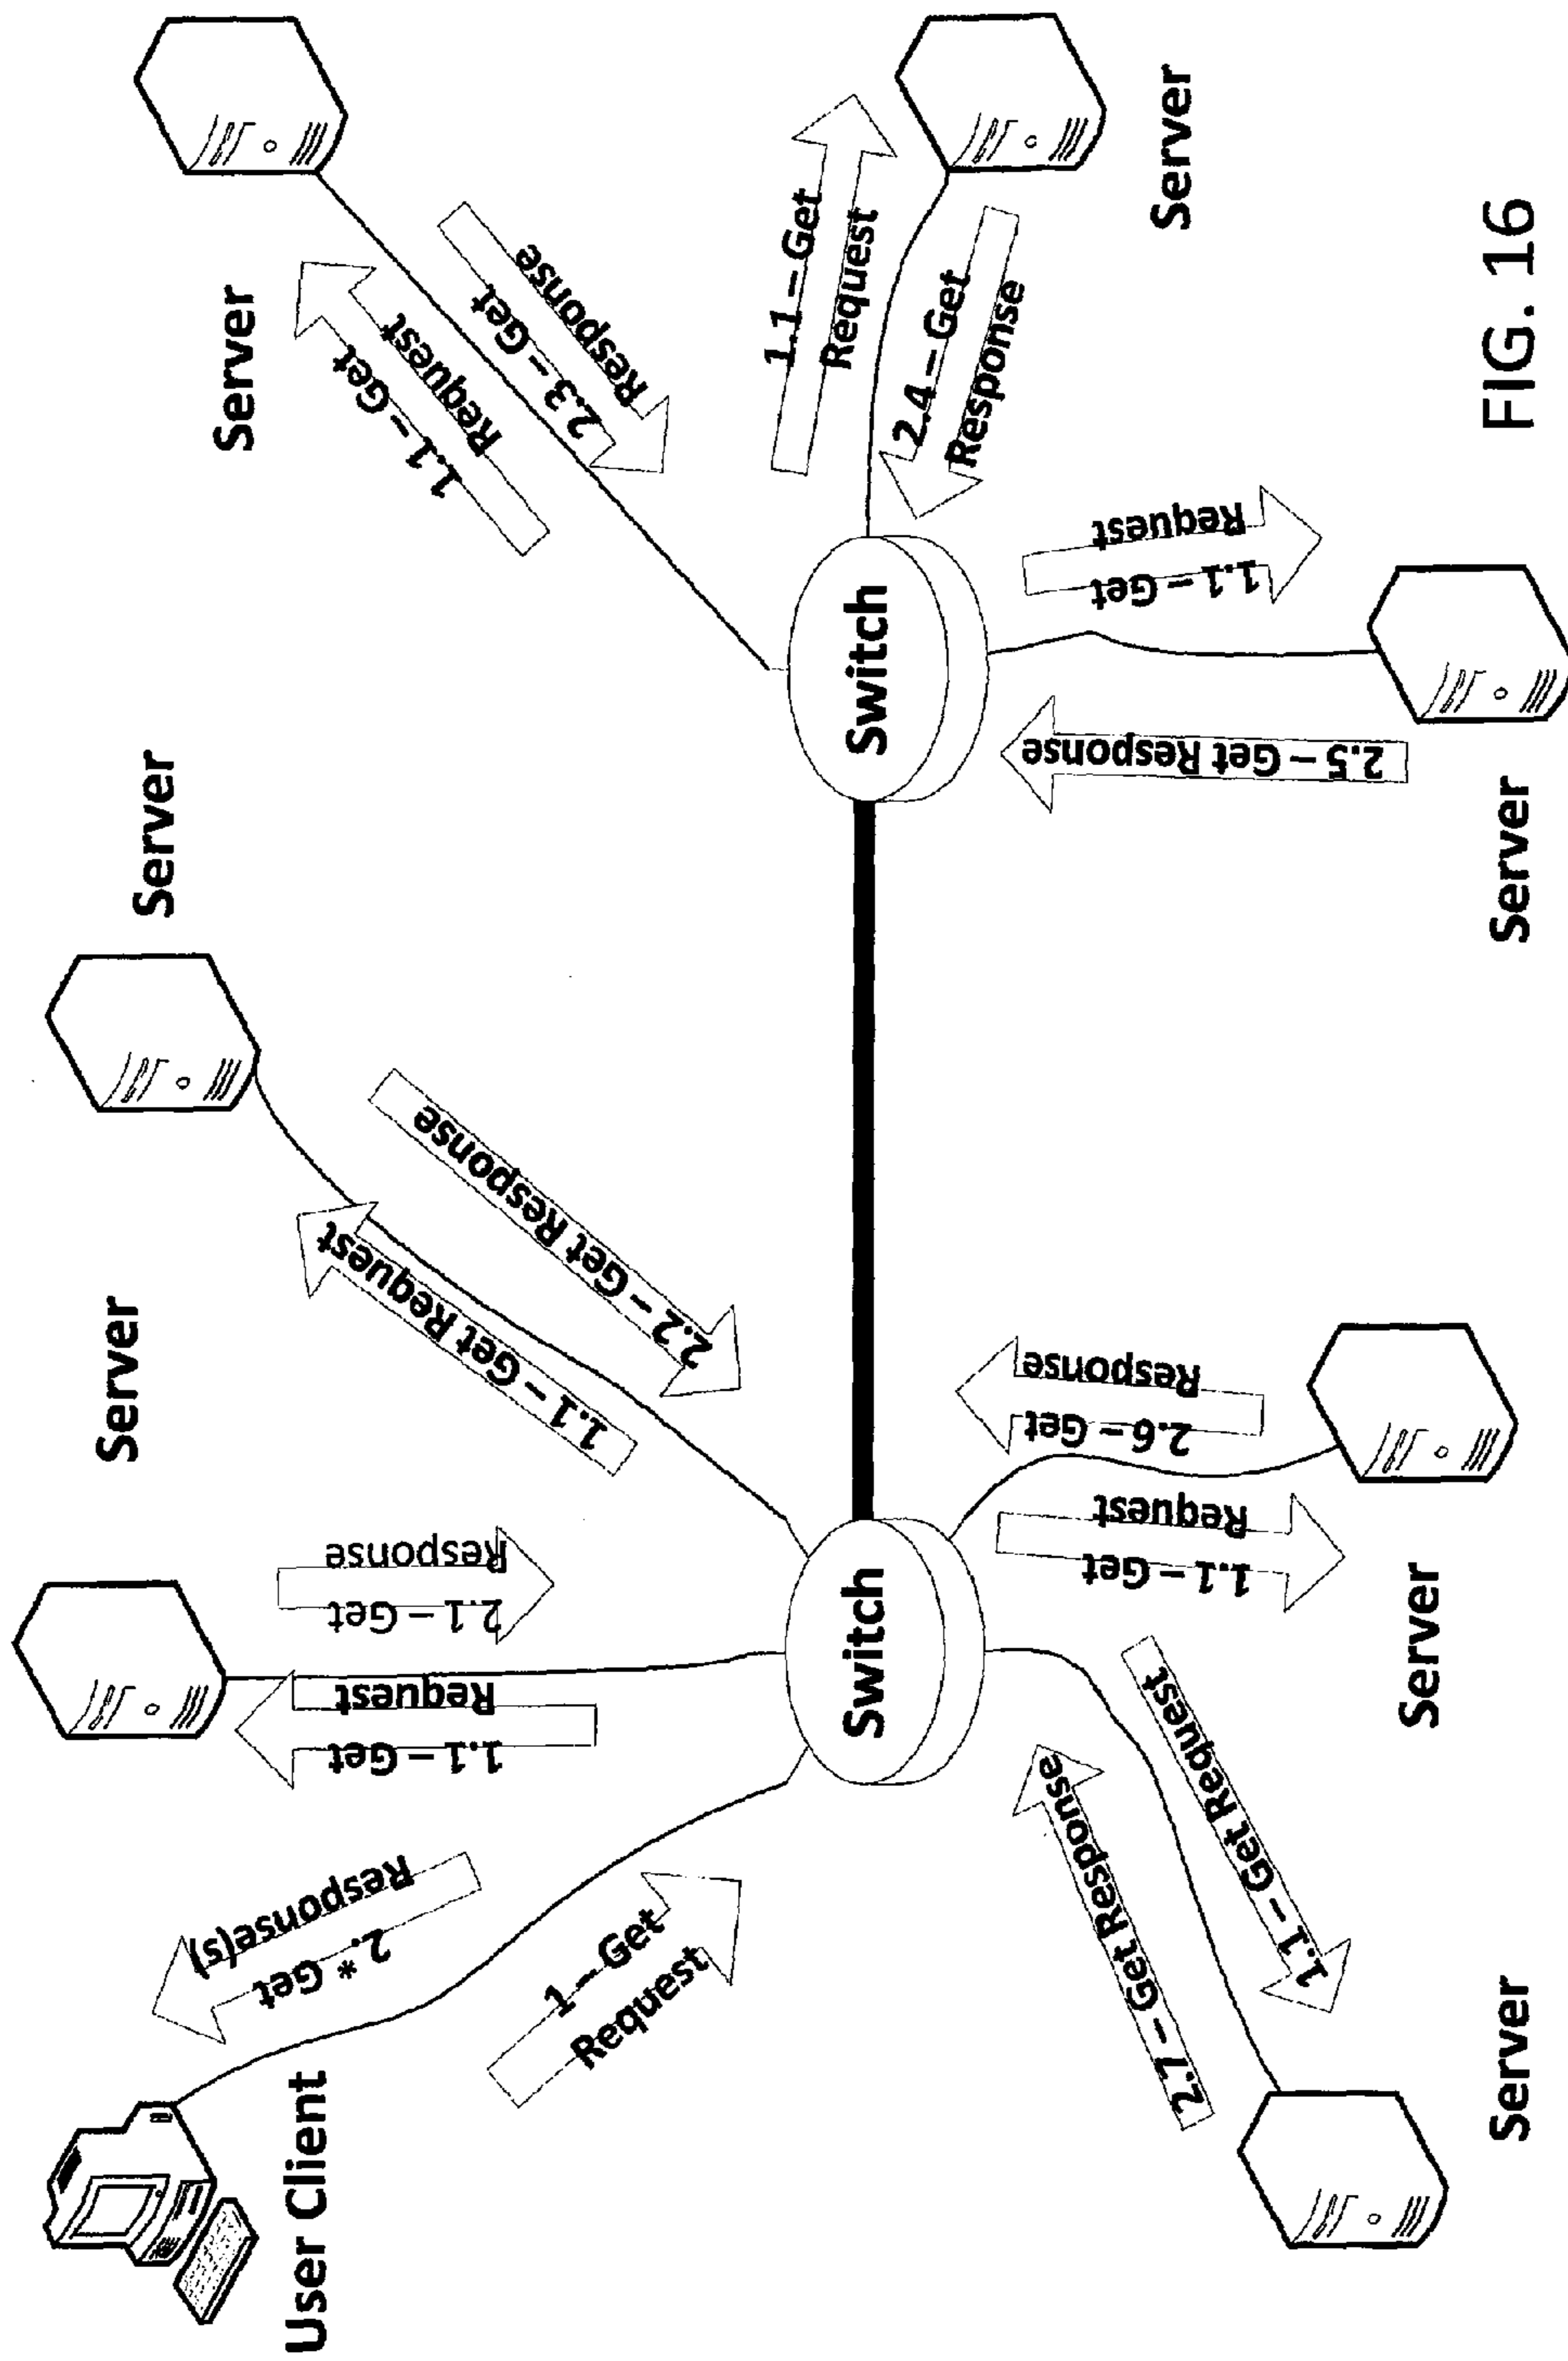 User Client
2.* Get
Response(s)
1 – Get
Request
1.1 – Get
Request
2.1 – Get
Response
Server
1.1 – Get Request
2.2 – Get Response
Server
Switch
2.7 – Get Response
1.1 – Get Request
Server
1.1 – Get
Request
2.6 – Get
Response
Server
Switch
1.1 – Get
Request
2.3 – Get
Response
Server
1.1 – Get
Request
2.4 – Get
Response
Server
1.1 – Get
Request
2.5 – Get Response
Server
FIG. 16